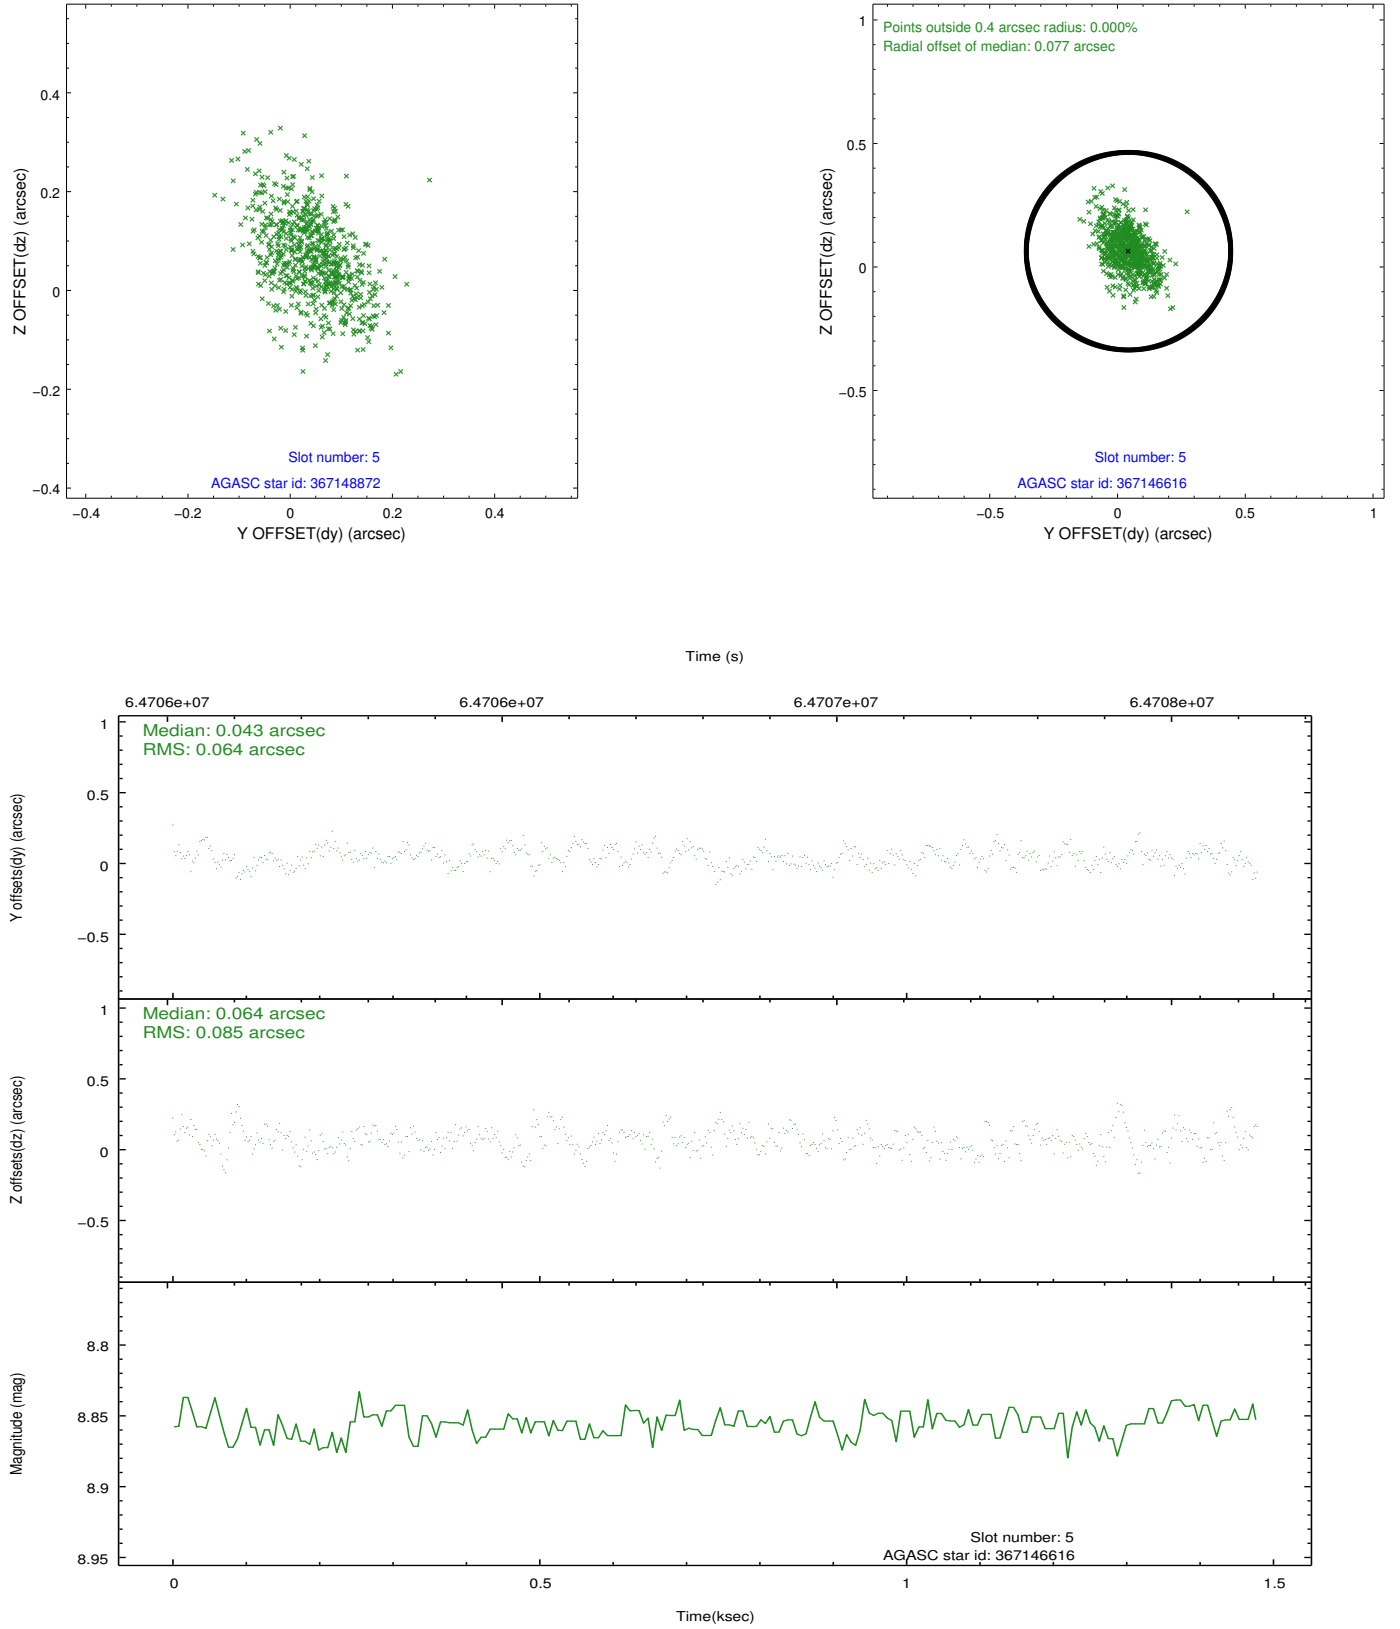 0.4
0.2
0
−0.2
−0.4
Z OFFSET(dz) (arcsec)
Slot number: 5
AGASC star id: 367148872
−0.4
−0.2
0
0.2
0.4
Y OFFSET(dy) (arcsec)
Points outside 0.4 arcsec radius: 0.000%
Radial offset of median: 0.077 arcsec
1
0.5
0
−0.5
Z OFFSET(dz) (arcsec)
Slot number: 5
AGASC star id: 367146616
−0.5
0
0.5
1
Y OFFSET(dy) (arcsec)
Time (s)
6.4706e+07
6.4706e+07
6.4707e+07
6.4708e+07
Median: 0.043 arcsec
RMS: 0.064 arcsec
1
0.5
0
−0.5
Y offsets(dy) (arcsec)
Median: 0.064 arcsec
RMS: 0.085 arcsec
1
0.5
0
−0.5
Z offsets(dz) (arcsec)
8.8
8.85
8.9
8.95
Magnitude (mag)
Slot number: 5
AGASC star id: 367146616
0
0.5
1
1.5
Time(ksec)